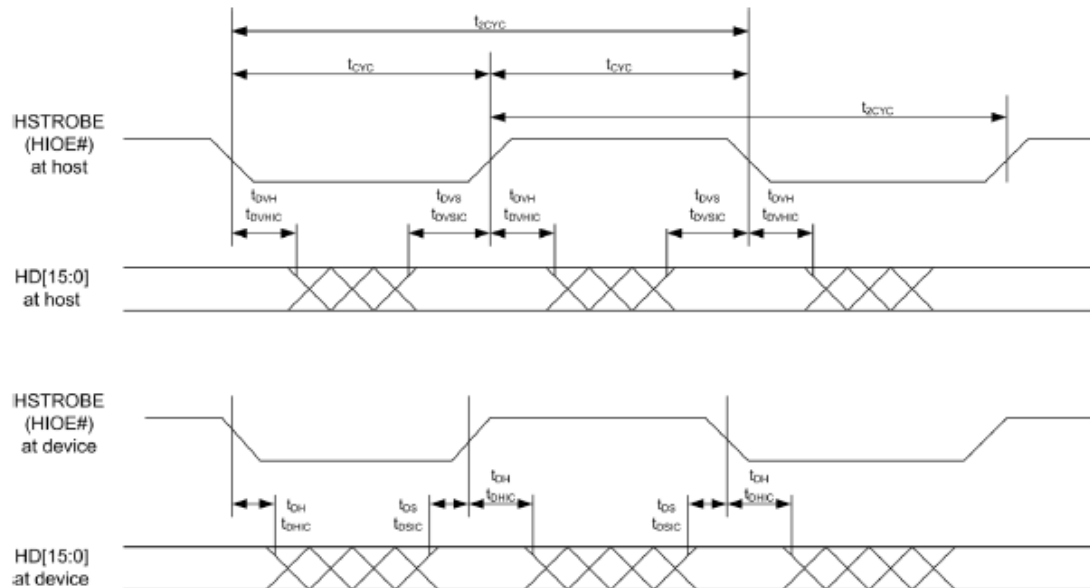 t2CYC
tCYC
tCYC
t2CYC
HSTROBE
(HIOE#)
at host
tDVH
tDVHIC
tDVS
tDVSIC
tDVH
tDVHIC
tDVS
tDVSIC
tDVH
tDVHIC
HD[15:0]
at host
HSTROBE
(HIOE#)
at device
tDH
tDHIC
tDS
tDSIC
tDH
tDHIC
tDS
tDSIC
tDH
tDHIC
HD[15:0]
at device